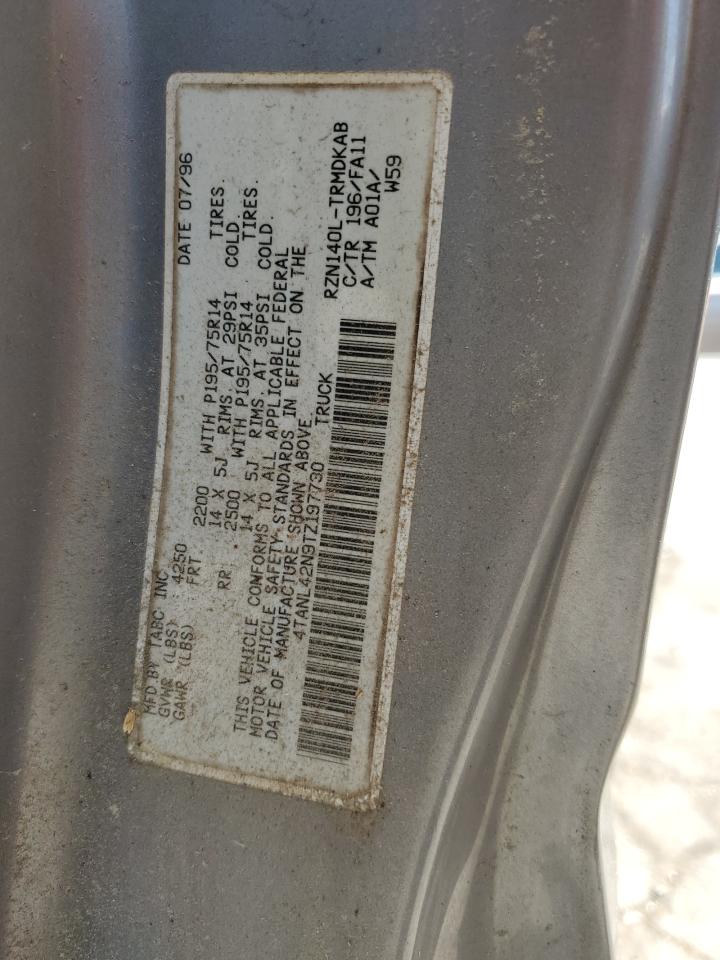 MFD.BY TABC INC DATE 07/96
GVWR (LBS) 4250
GAWR (LBS) FRT 2200 WITH P195/75R14 TIRES.
14 X 5J RIMS. AT 29PSI COLD.
RR 2500 WITH P195/75R14 TIRES.
14 X 5J RIMS. AT 35PSI COLD.
THIS VEHICLE CONFORMS TO ALL APPLICABLE FEDERAL
MOTOR VEHICLE SAFETY STANDARDS IN EFFECT ON THE
DATE OF MANUFACTURE SHOWN ABOVE.
4TANL42N9TZ197730 TRUCK
RZN140L-TRMDKAB
C/TR 196/FA11
A/TM A01A/
W59